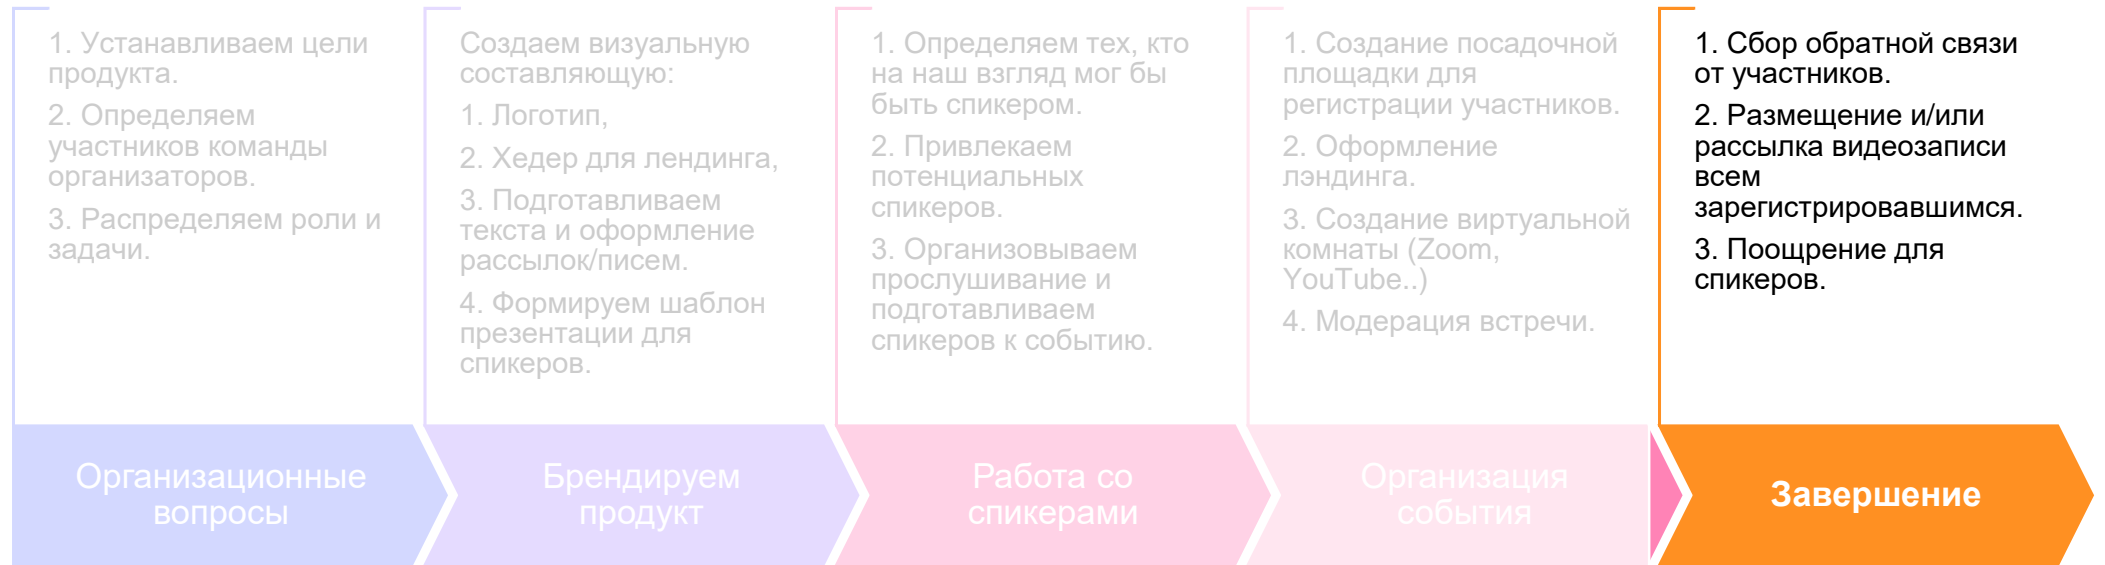 1. Устанавливаем цели
продукта.
2. Определяем
участников команды
организаторов.
3. Распределяем роли и
задачи.
Организационные
вопросы
Создаем визуальную
составляющую:
1. Логотип,
2. Хедер для лендинга,
3. Подготавливаем
текста и оформление
рассылок/писем.
4. Формируем шаблон
презентации для
спикеров.
Брендируем
продукт
1. Определяем тех, кто
на наш взгляд мог бы
быть спикером.
2. Привлекаем
потенциальных
спикеров.
3. Организовываем
прослушивание и
подготавливаем
спикеров к событию.
Работа со
спикерами
1. Создание посадочной
площадки для
регистрации участников.
2. Оформление
лэндинга.
3. Создание виртуальной
комнаты (Zoom,
YouTube..)
4. Модерация встречи.
Организация
события
1. Сбор обратной связи
от участников.
2. Размещение и/или
рассылка видеозаписи
всем
зарегистрировавшимся.
3. Поощрение для
спикеров.
Завершение